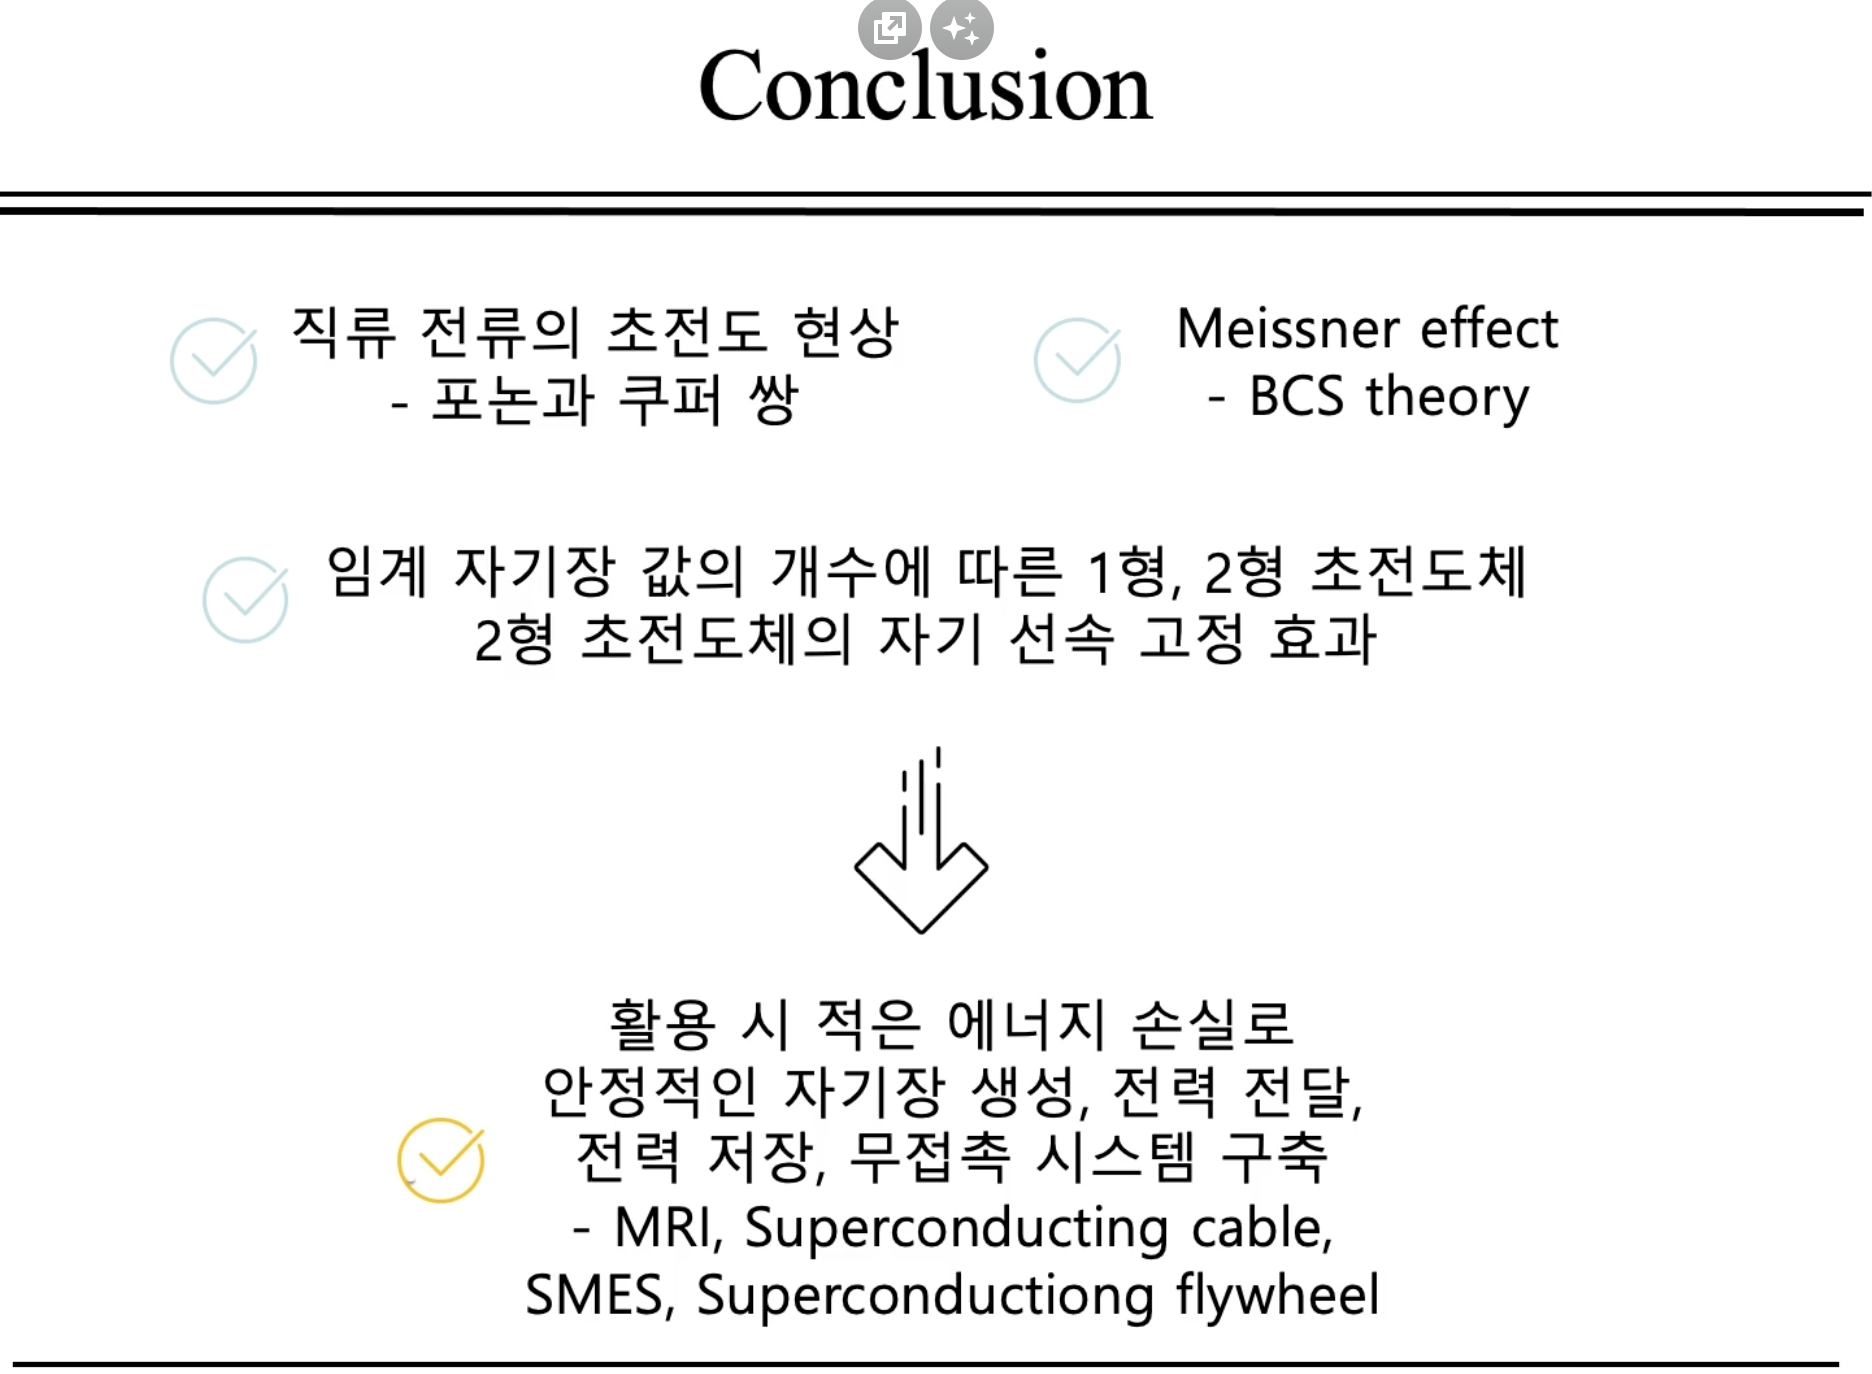 Conclusion
직류 전류의 초전도 현상
- 포논과 쿠퍼 쌍
Meissner effect
- BCS theory
임계 자기장 값의 개수에 따른 1형, 2형 초전도체
2형 초전도체의 자기 선속 고정 효과
활용 시 적은 에너지 손실로
안정적인 자기장 생성, 전력 전달,
전력 저장, 무접촉 시스템 구축
- MRI, Superconducting cable,
SMES, Superconductiong flywheel